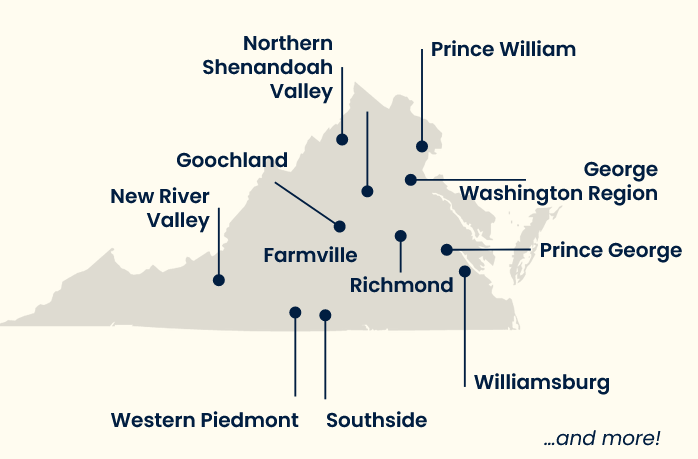 Northern
Shenandoah
Valley
Prince William
Goochland
George
Washington Region
New River
Valley
Farmville
Prince George
Richmond
Williamsburg
Western Piedmont
Southside
...and more!